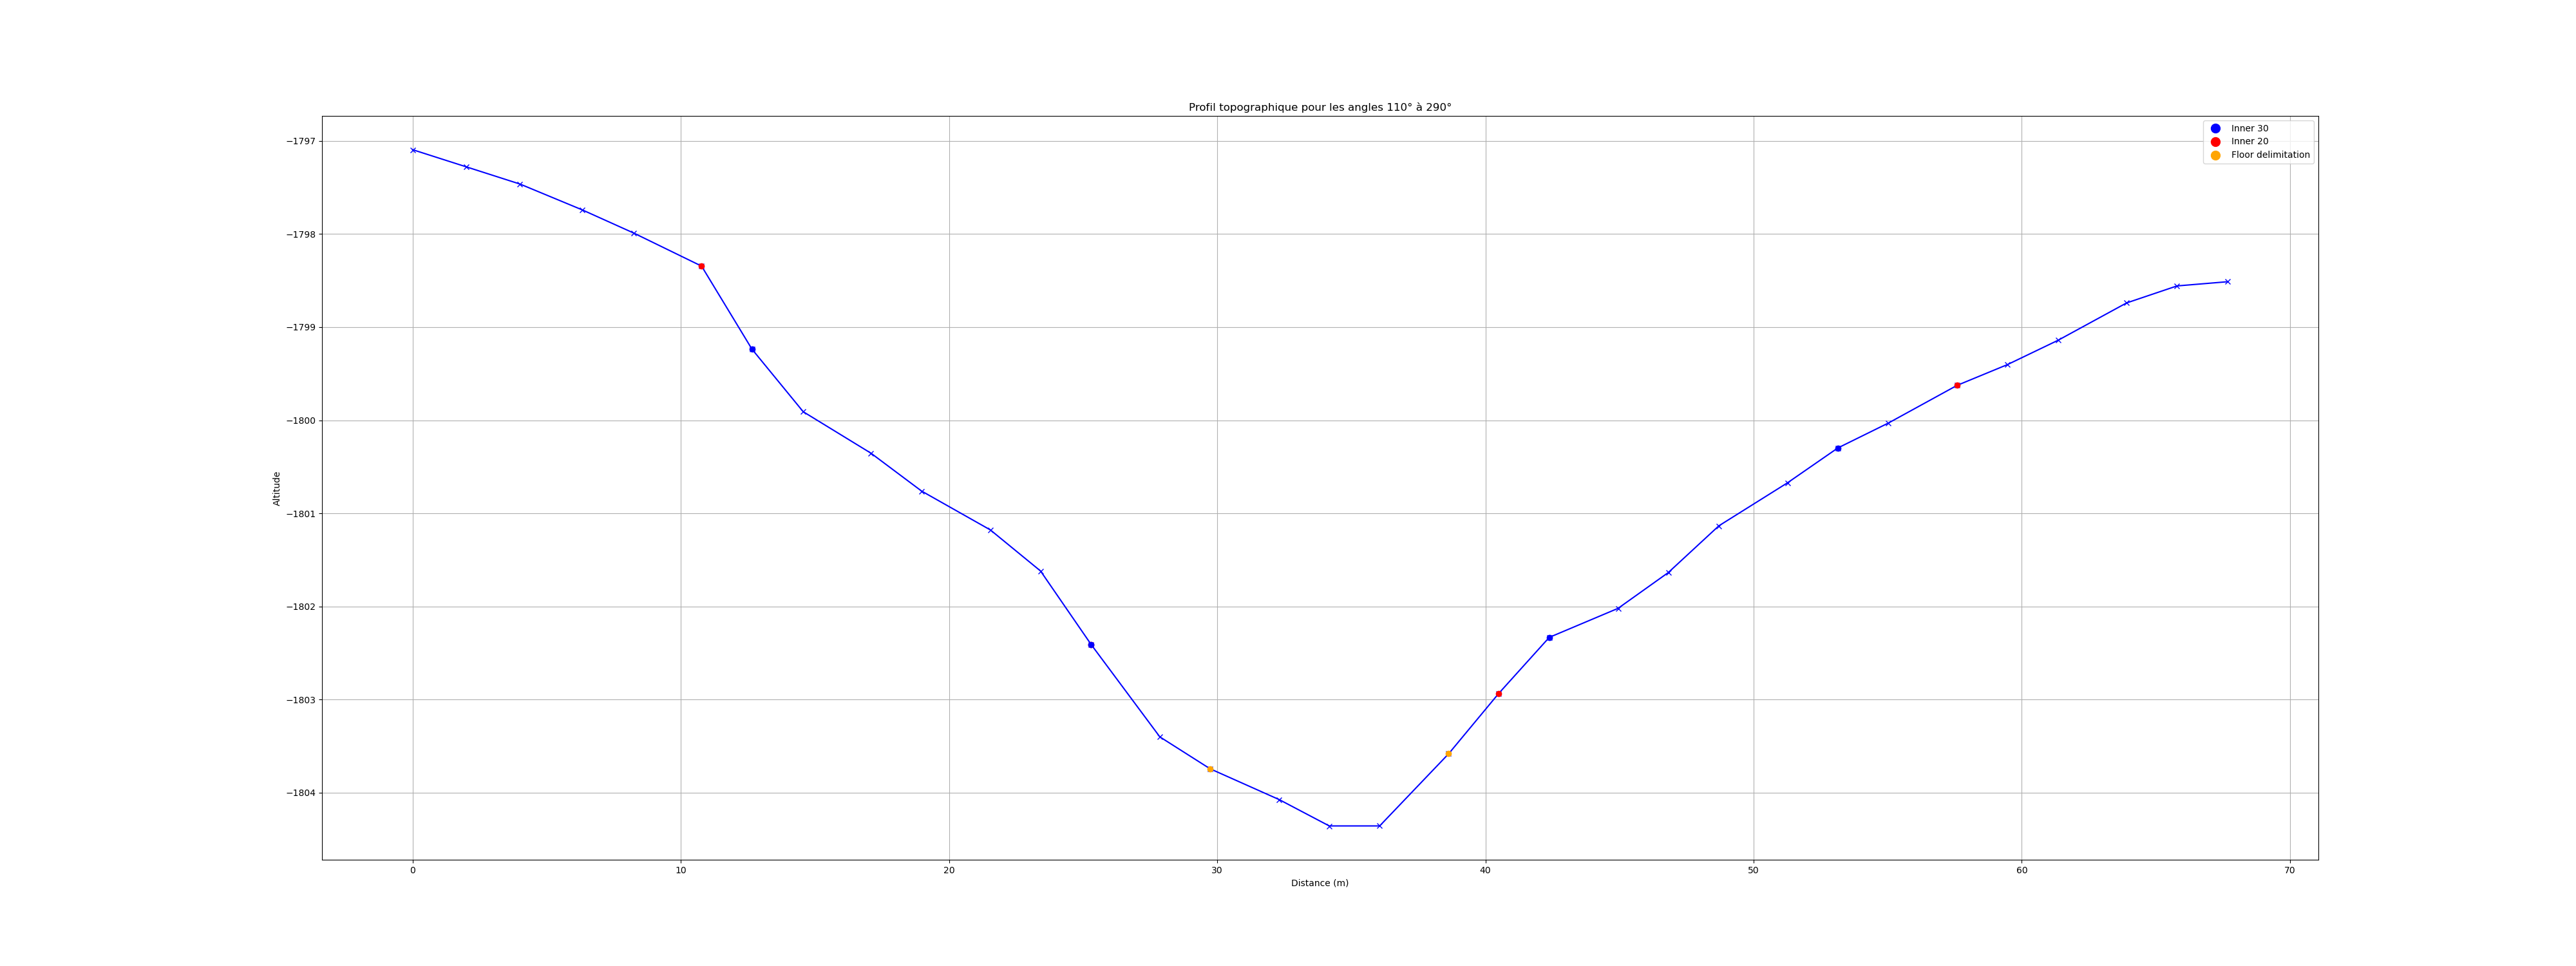 Profil topographique pour les angles 110° à 290°
Inner 30
Inner 20
Floor delimitation
−1797
−1798
−1799
−1800
−1801
−1802
−1803
−1804
Altitude
0 10 20 30 40 50 60 70
Distance (m)